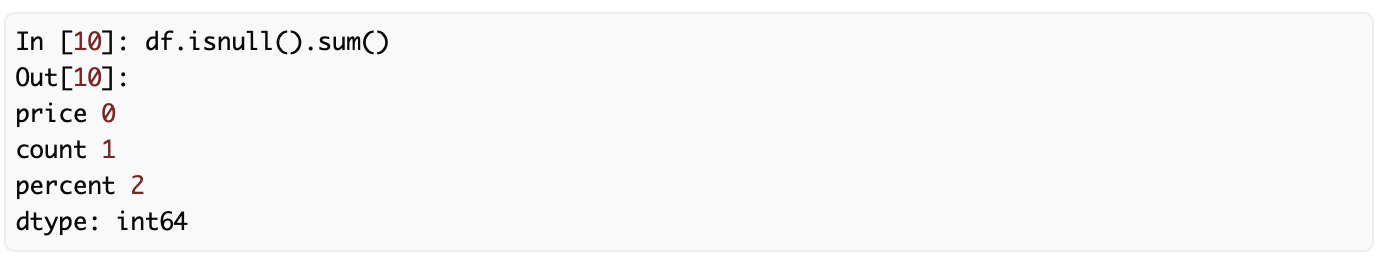 In [10]: df.isnull().sum()
Out[10]:
price 0
count 1
percent 2
dtype: int64